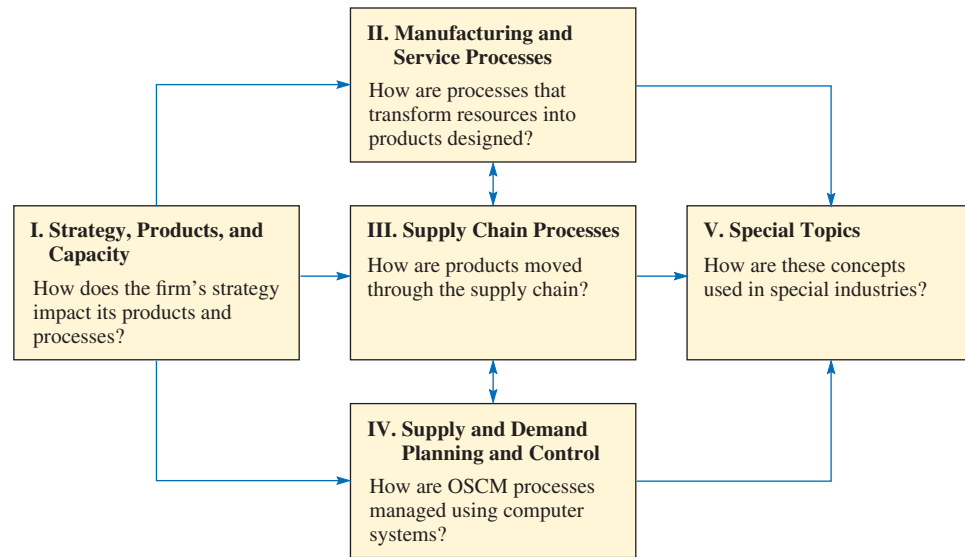 II. Manufacturing and
Service Processes
How are processes that
transform resources into
products designed?
I. Strategy, Products, and
Capacity
How does the firm’s strategy
impact its products and
processes?
III. Supply Chain Processes
How are products moved
through the supply chain?
V. Special Topics
How are these concepts
used in special industries?
IV. Supply and Demand
Planning and Control
How are OSCM processes
managed using computer
systems?